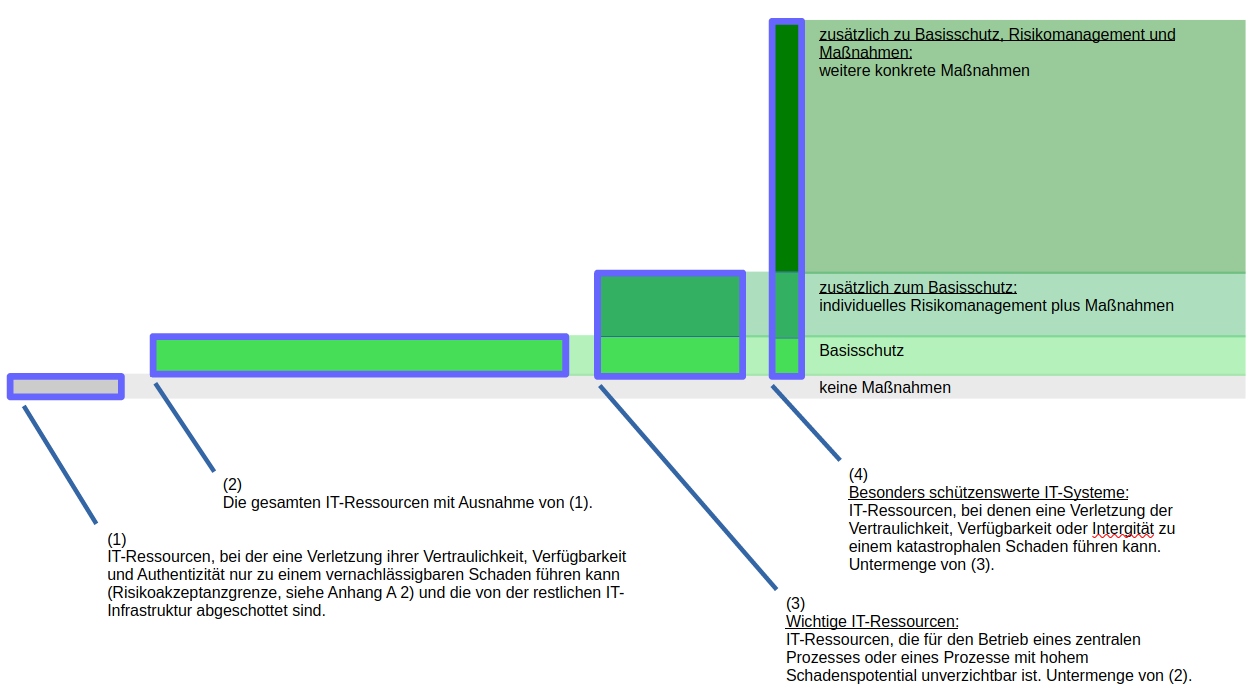 zusätzlich zu Basisschutz, Risikomanagement und
Maßnahmen:
weitere konkrete Maßnahmen
zusätzlich zum Basisschutz:
individuelles Risikomanagement plus Maßnahmen
Basisschutz
keine Maßnahmen
(1)
IT-Ressourcen, bei der eine Verletzung ihrer Vertraulichkeit, Verfügbarkeit
und Authentizität nur zu einem vernachlässigbaren Schaden führen kann
(Risikoakzeptanzgrenze, siehe Anhang A 2) und die von der restlichen IT-
Infrastruktur abgeschottet sind.
(2)
Die gesamten IT-Ressourcen mit Ausnahme von (1).
(3)
Wichtige IT-Ressourcen:
IT-Ressourcen, die für den Betrieb eines zentralen
Prozesses oder eines Prozesse mit hohem
Schadenspotential unverzichtbar ist. Untermenge von (2).
(4)
Besonders schützenswerte IT-Systeme:
IT-Ressourcen, bei denen eine Verletzung der
Vertraulichkeit, Verfügbarkeit oder Intergität zu
einem katastrophalen Schaden führen kann.
Untermenge von (3).